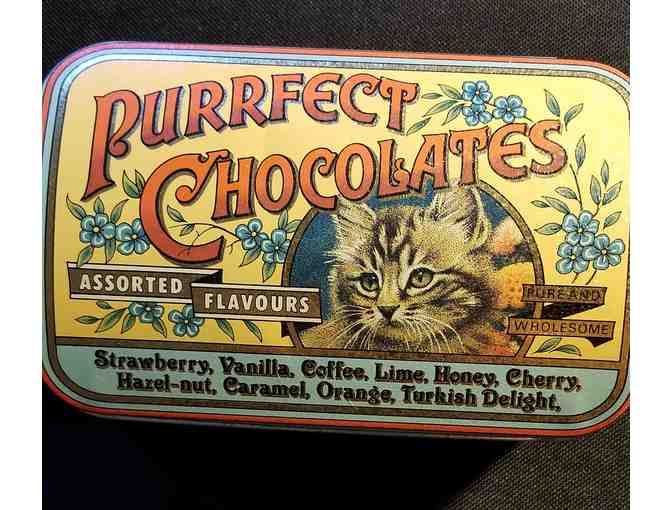 PURRFECT
CHOCOLATES
ASSORTED
FLAVOURS
PURE AND
WHOLESOME
Strawberry, Vanilla, Coffee, Lime, Honey, Cherry,
Hazel-nut, Caramel, Orange, Turkish Delight,